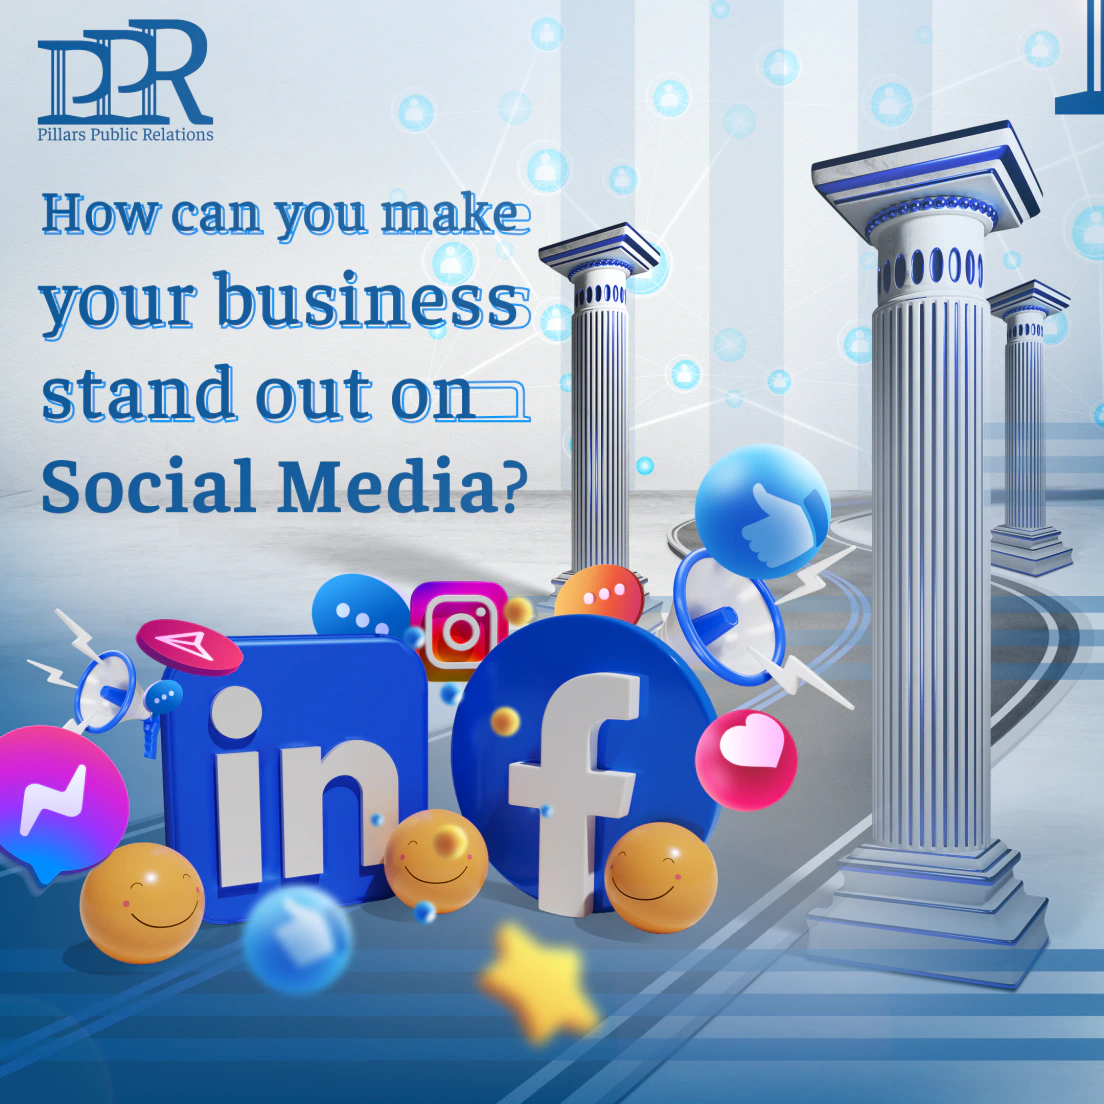 PPR
Pillars Public Relations
How can you make
your business
stand out on
Social Media?
in
f